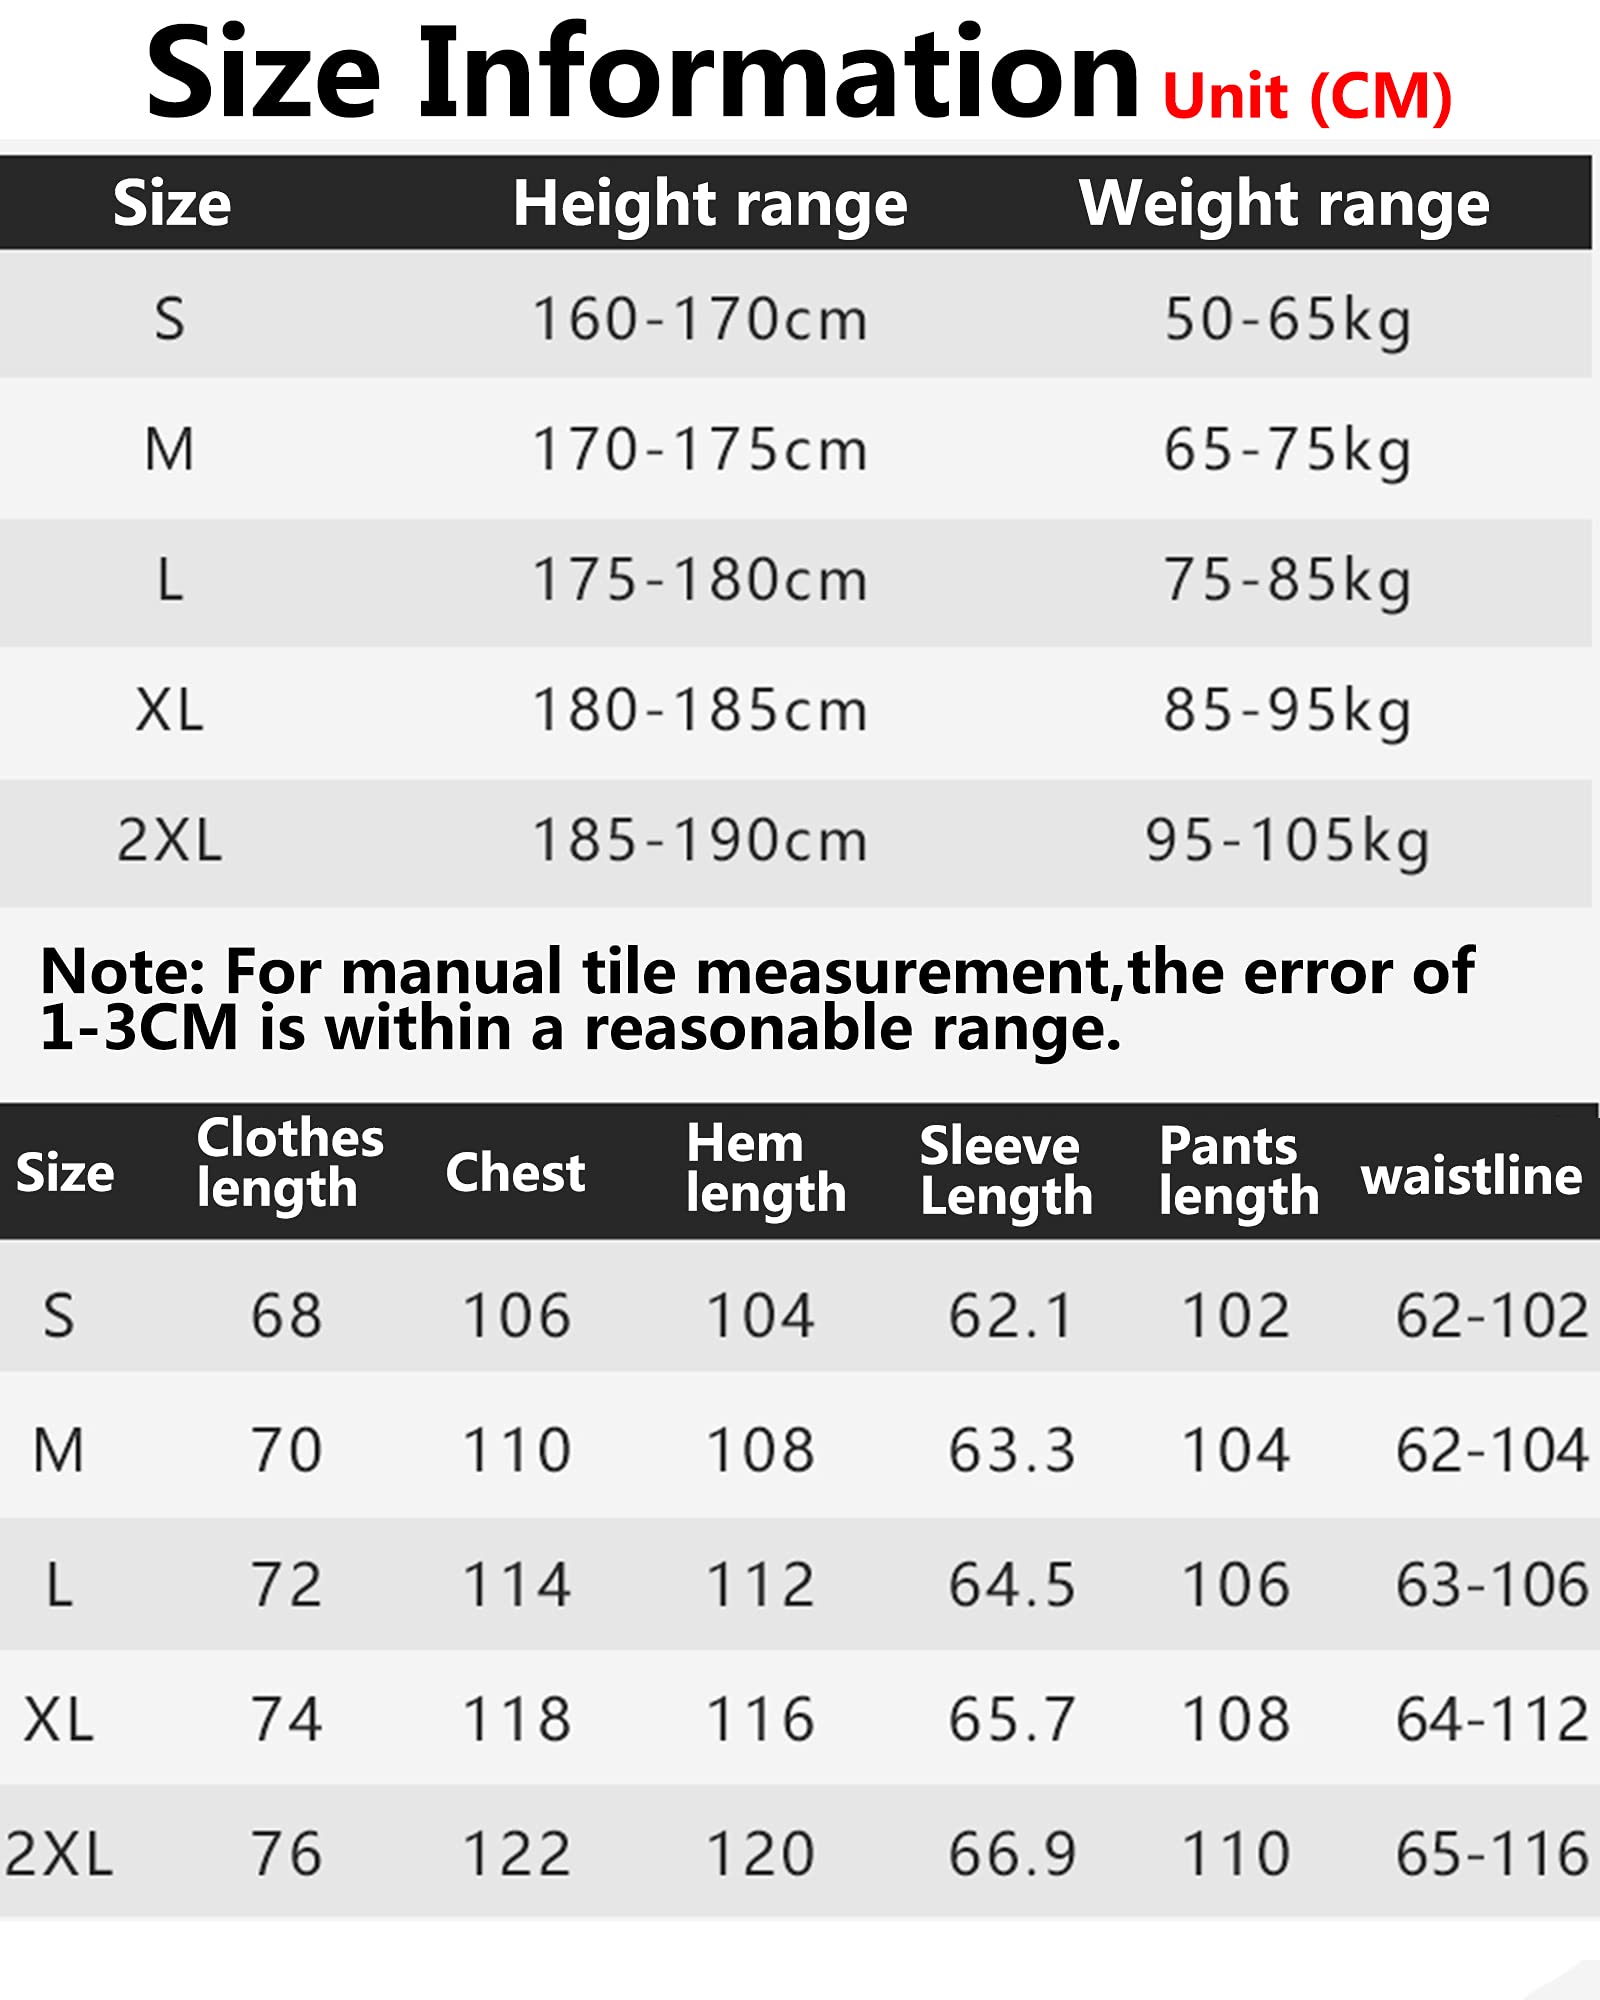 Size Information Unit (CM)
Size Height range Weight range
S 160-170cm 50-65kg
M 170-175cm 65-75kg
L 175-180cm 75-85kg
XL 180-185cm 85-95kg
2XL 185-190cm 95-105kg
Note: For manual tile measurement,the error of
1-3CM is within a reasonable range.
Size Clothes length Chest Hem length Sleeve Length Pants length waistline
S 68 106 104 62.1 102 62-102
M 70 110 108 63.3 104 62-104
L 72 114 112 64.5 106 63-106
XL 74 118 116 65.7 108 64-112
2XL 76 122 120 66.9 110 65-116